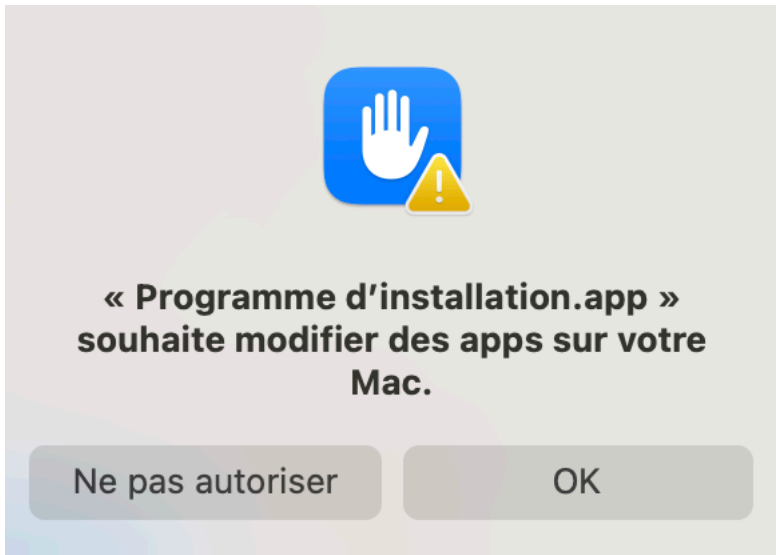 « Programme d’installation.app »
souhaite modifier des apps sur votre
Mac.
Ne pas autoriser
OK